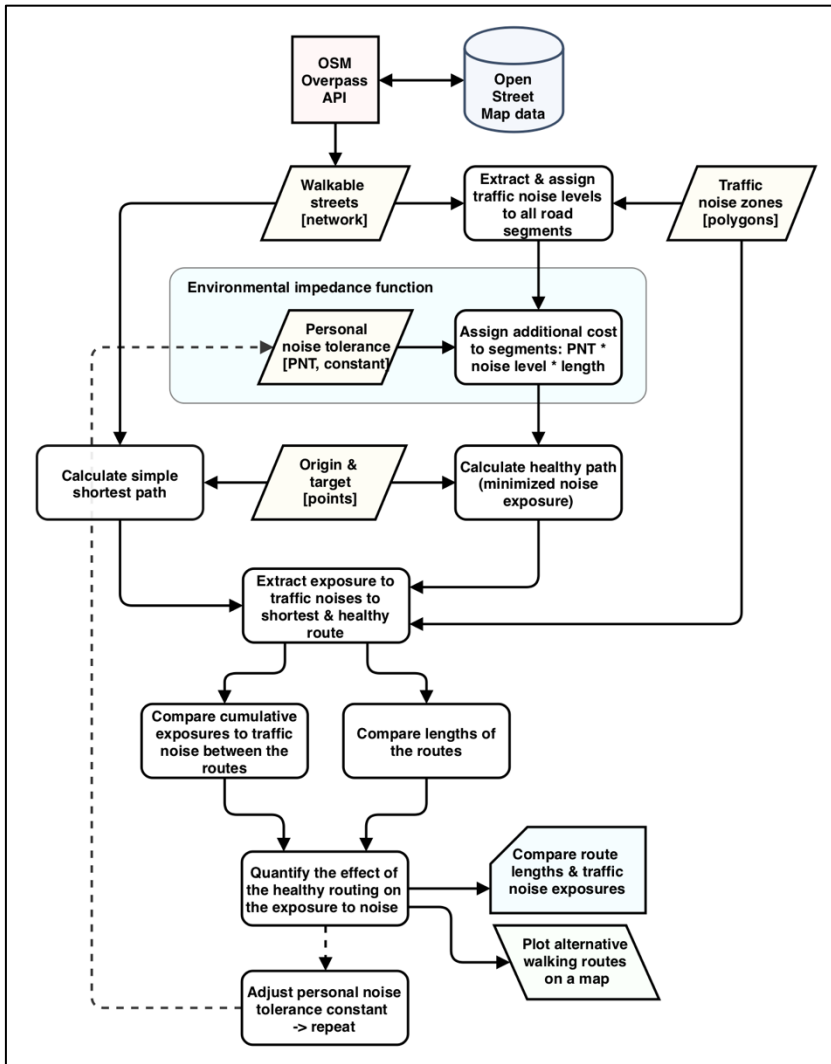 OSM
Overpass
API
Open
Street
Map data
Walkable
streets
[network]
Extract & assign
traffic noise levels
to all road
segments
Traffic
noise zones
[polygons]
Environmental impedance function
Personal
noise tolerance
[PNT, constant]
Assign additional cost
to segments: PNT *
noise level * length
Calculate simple
shortest path
Origin &
target
[points]
Calculate healthy path
(minimized noise
exposure)
Extract exposure to
traffic noises to
shortest & healthy
route
Compare cumulative
exposures to traffic
noise between the
routes
Compare lengths of
the routes
Quantify the effect of
the healthy routing on
the exposure to noise
Compare route
lengths & traffic
noise exposures
Plot alternative
walking routes
on a map
Adjust personal noise
tolerance constant
-> repeat